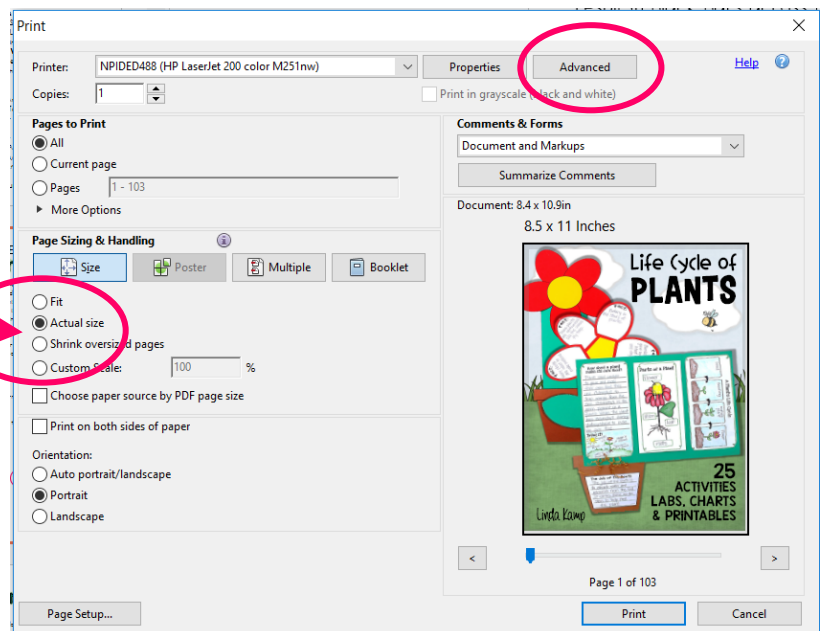 Print
Printer: NPIDED488 (HP LaserJet 200 color M251nw) Properties Advanced Help
Copies: 1 Print in grayscale (black and white)
Pages to Print
All
Current page
Pages 1 - 103
More Options
Page Sizing & Handling
Size Poster Multiple Booklet
Fit
Actual size
Shrink oversized pages
Custom Scale: 100 %
Choose paper source by PDF page size
Print on both sides of paper
Orientation:
Auto portrait/landscape
Portrait
Landscape
Comments & Forms
Document and Markups
Summarize Comments
Document: 8.4 x 10.9in
8.5 x 11 Inches
Life Cycle of
PLANTS
Parts of a Plant
25
ACTIVITIES
LABS, CHARTS
& PRINTABLES
Linda Kamp
< >
Page 1 of 103
Page Setup... Print Cancel